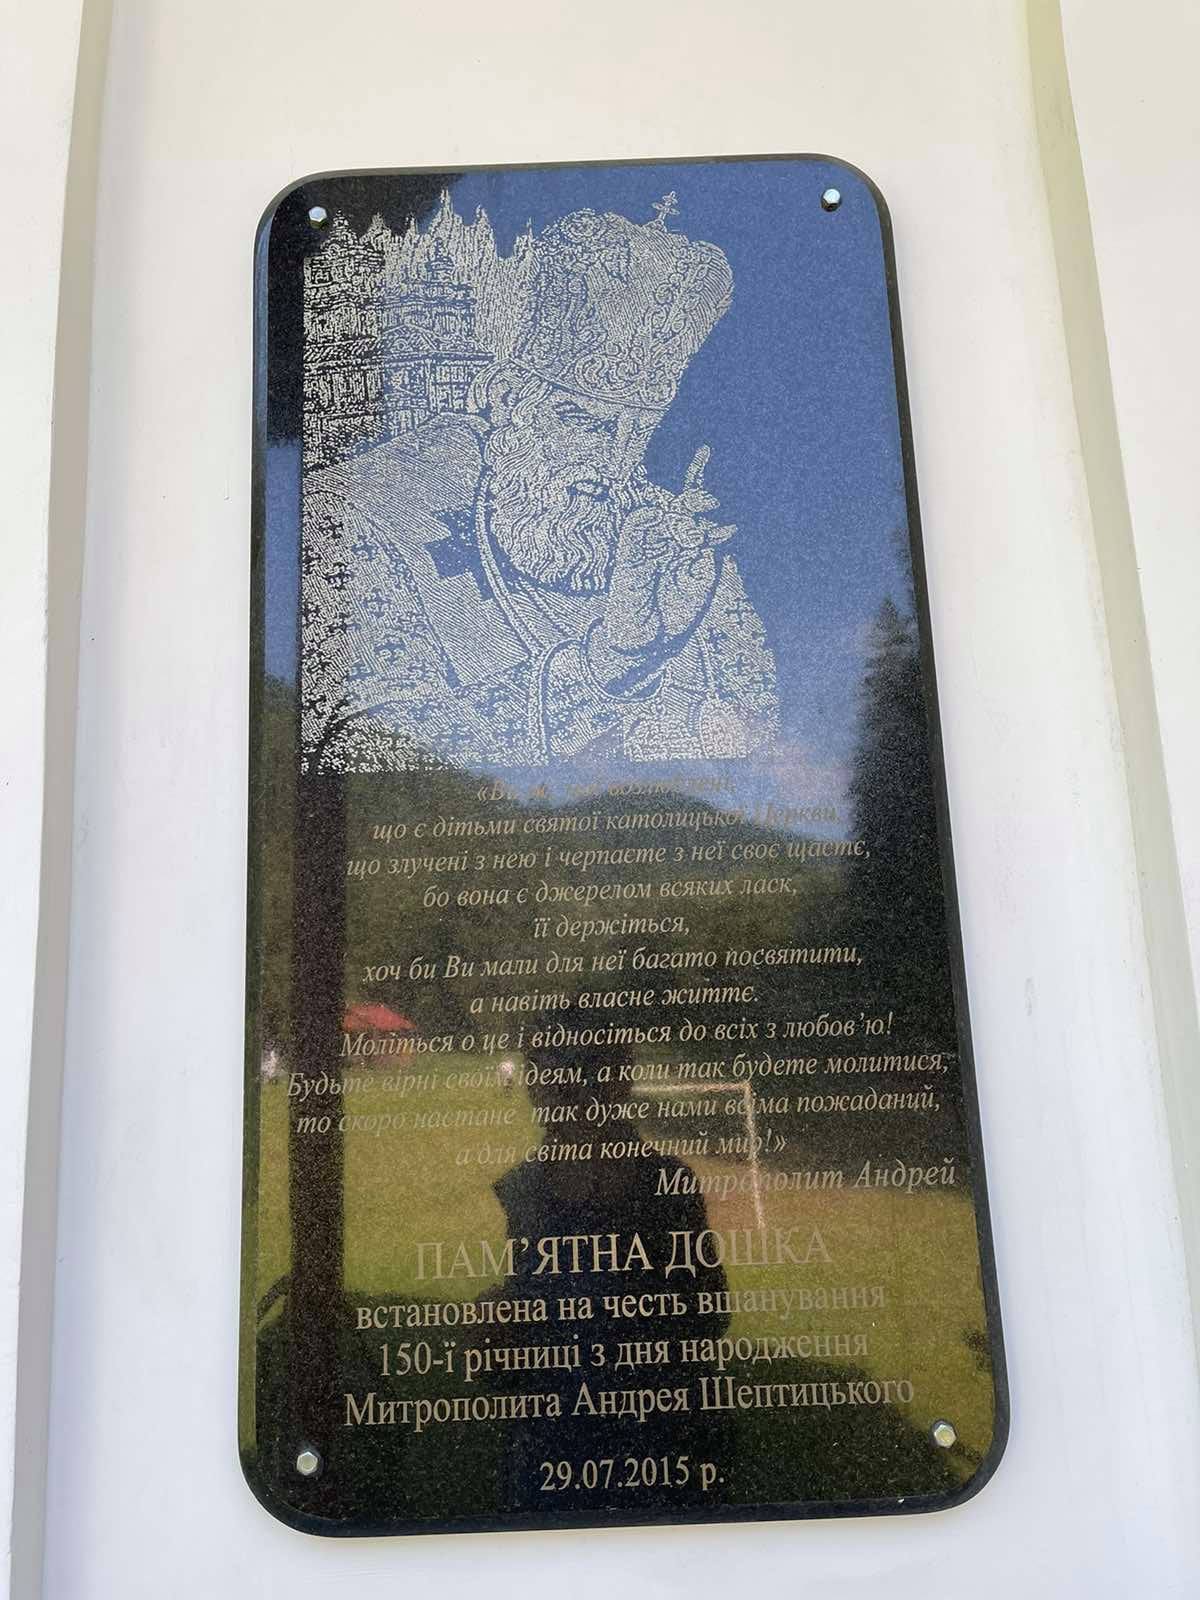 «Ви ж, мої возлюблені,
що є дітьми святої католицької Церкви,
що злучені з нею і черпаєте з неї своє щастє,
бо вона є джерелом всяких ласк,
її держіться,
хоч би Ви мали для неї багато посвятити,
а навіть власне життє.
Моліться о це і відносіться до всіх з любов’ю!
Будьте вірні своїм ідеям, а коли так будете молитися,
то скоро настане так дуже нами всіма пожаданий,
а для світа конечний мир!»
Митрополит Андрей
ПАМ’ЯТНА ДОШКА
встановлена на честь вшанування
150-ї річниці з дня народження
Митрополита Андрея Шептицького
29.07.2015 р.